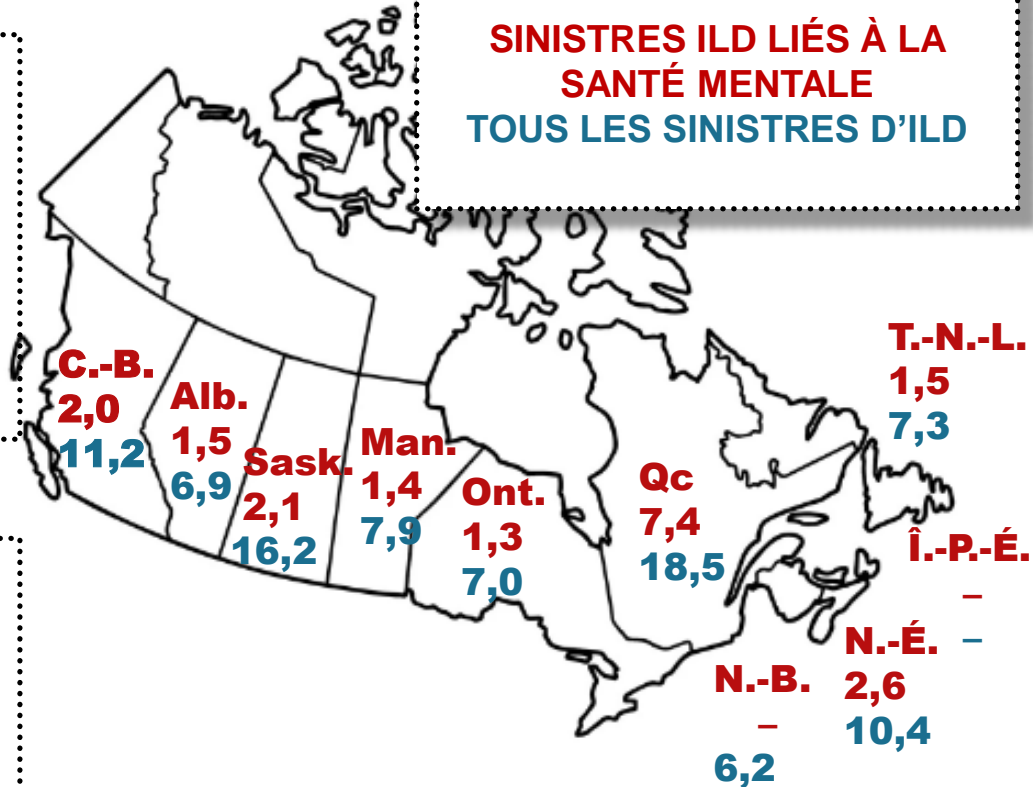 SINISTRES ILD LIÉS À LA
SANTÉ MENTALE
TOUS LES SINISTRES D’ILD
C.-B.
2,0
11,2
Alb.
1,5
6,9
Sask.
2,1
16,2
Man.
1,4
7,9
Ont.
1,3
7,0
Qc
7,4
18,5
T.-N.-L.
1,5
7,3
Î.-P.-É.
–
–
N.-É.
2,6
10,4
N.-B.
–
6,2